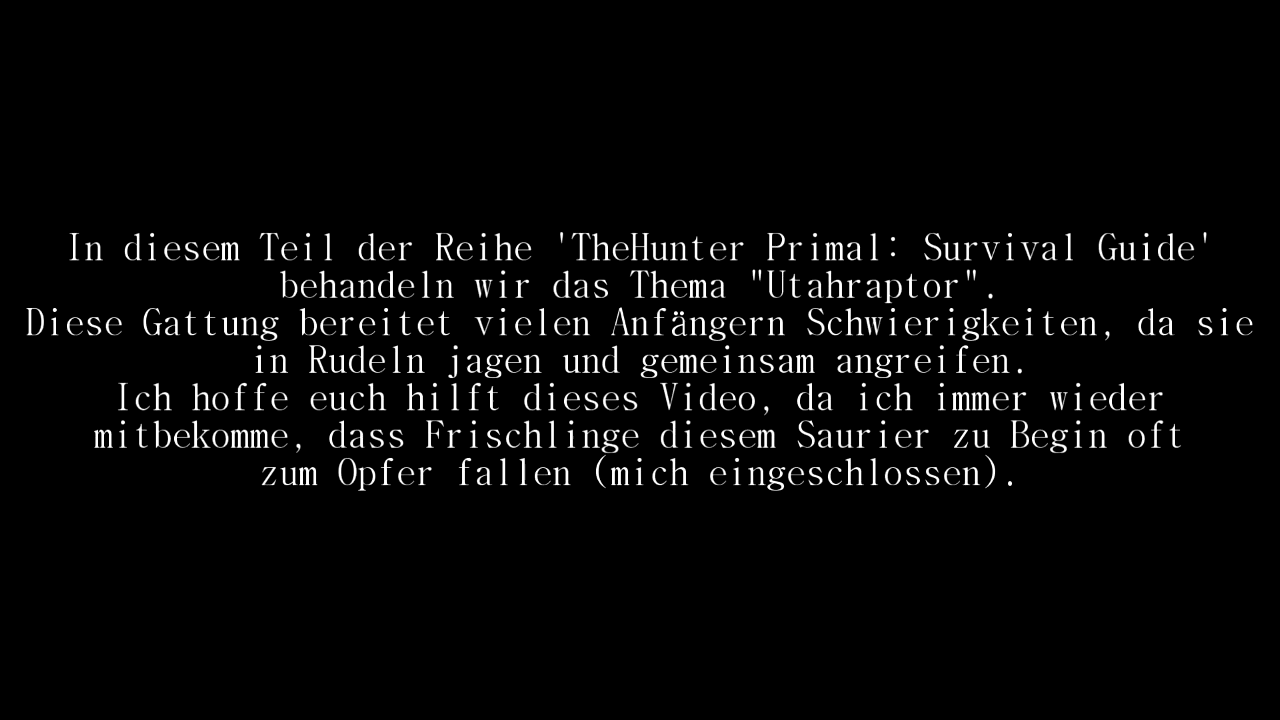 In diesem Teil der Reihe 'TheHunter Primal: Survival Guide'
behandeln wir das Thema "Utahraptor".
Diese Gattung bereitet vielen Anfängern Schwierigkeiten, da sie
in Rudeln jagen und gemeinsam angreifen.
Ich hoffe euch hilft dieses Video, da ich immer wieder
mitbekomme, dass Frischlinge diesem Saurier zu Begin oft
zum Opfer fallen (mich eingeschlossen).